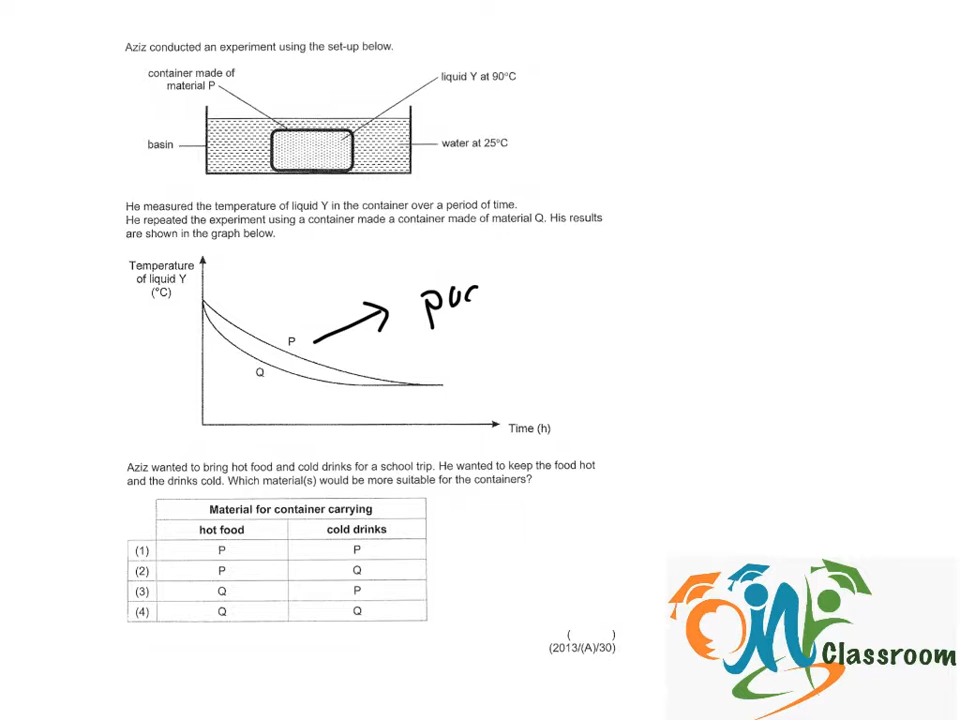 Aziz conducted an experiment using the set-up below.
container made of
material P
liquid Y at 90°C
basin
water at 25°C
He measured the temperature of liquid Y in the container over a period of time.
He repeated the experiment using a container made a container made of material Q. His results
are shown in the graph below.
Temperature
of liquid Y
(°C)
P
Q
Time (h)
Aziz wanted to bring hot food and cold drinks for a school trip. He wanted to keep the food hot
and the drinks cold. Which material(s) would be more suitable for the containers?
Material for container carrying
hot food cold drinks
(1) P P
(2) P Q
(3) Q P
(4) Q Q
( )
(2013/(A)/30)
Classroom